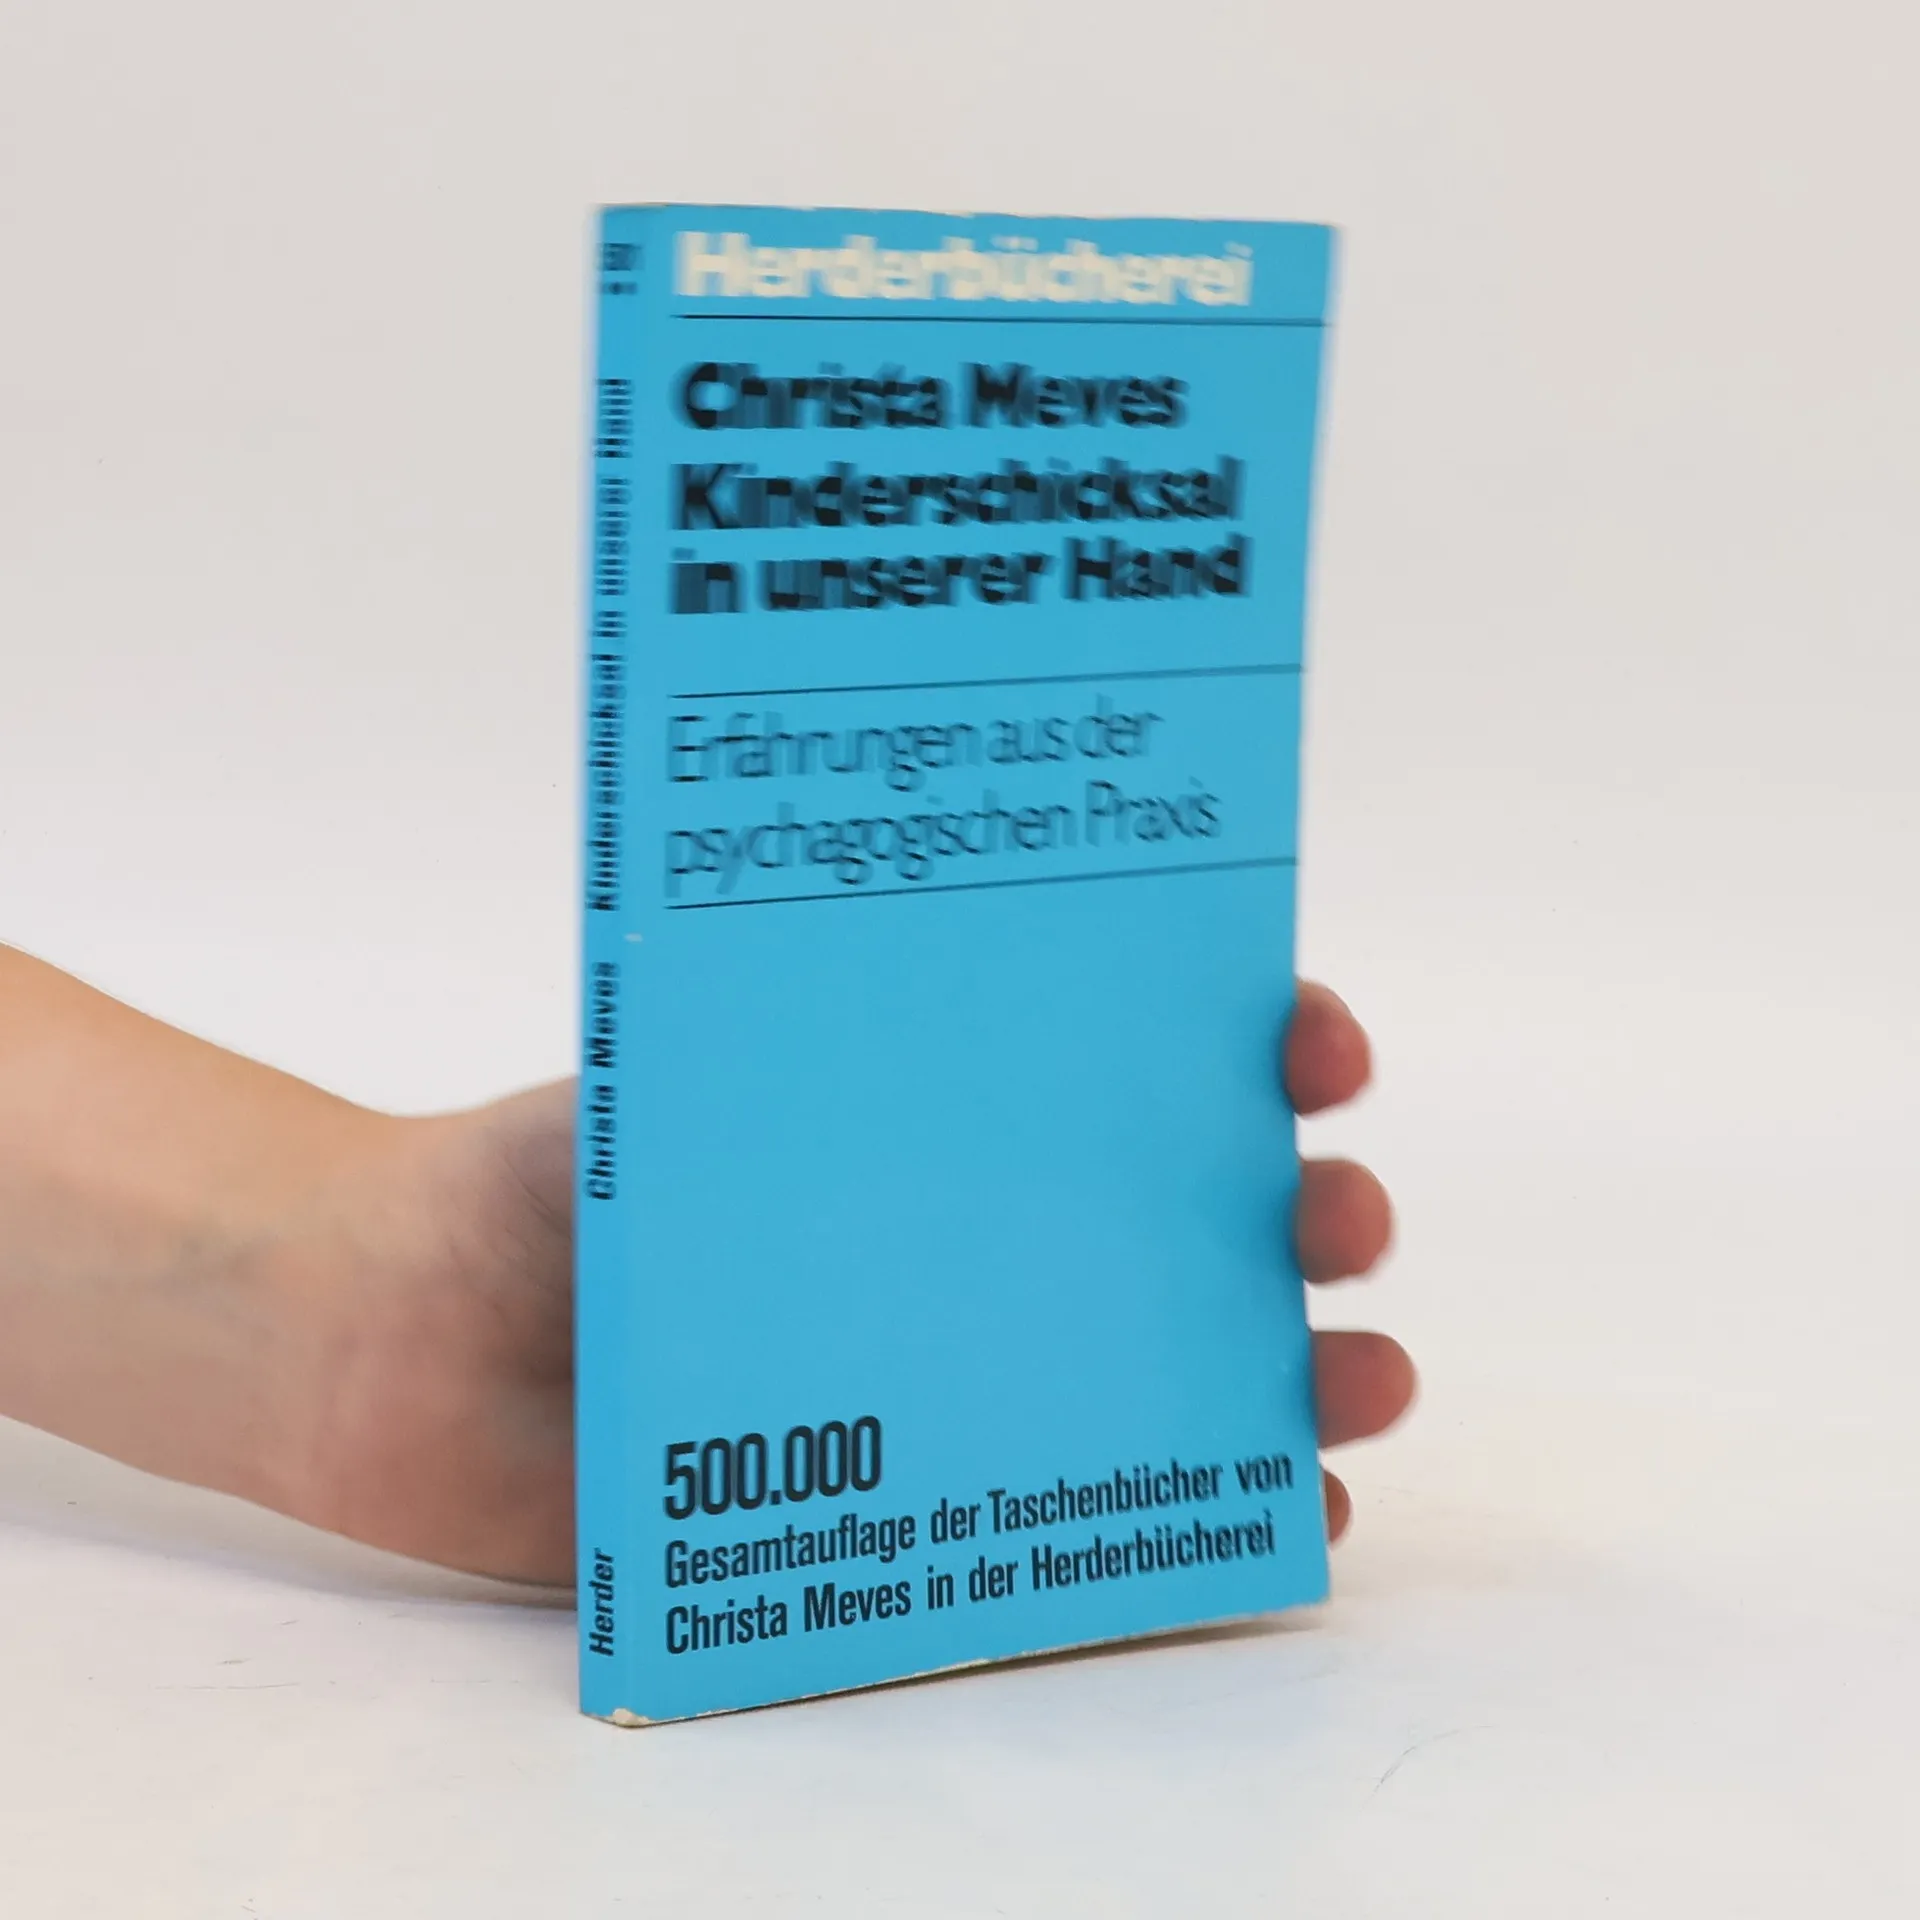 Herderbücherei
Christa Meves
Kinderschicksal
in unserer Hand
Erfahrungen aus der
psychagogischen Praxis
500.000
Gesamtauflage der Taschenbücher von
Christa Meves in der Herderbücherei
Herder Christa Meves Kinderschicksal in unserer Hand